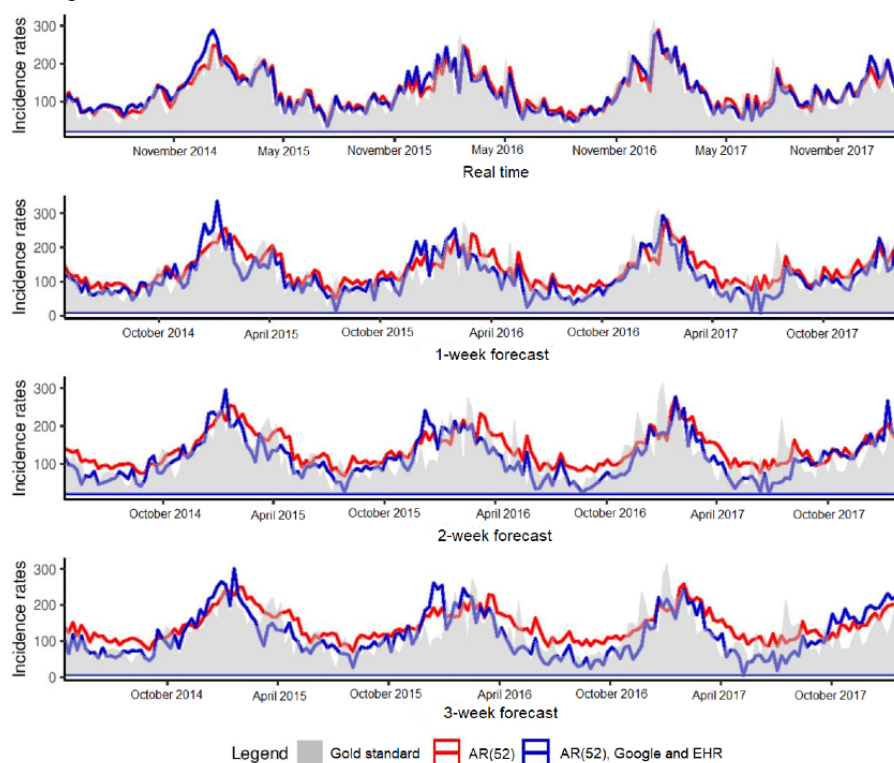 Incidence rates
300
200
100
November 2014 May 2015 November 2015 May 2016 November 2016 May 2017 November 2017
Real time
Incidence rates
300
200
100
0
October 2014 April 2015 October 2015 April 2016 October 2016 April 2017 October 2017
1-week forecast
Incidence rates
300
200
100
October 2014 April 2015 October 2015 April 2016 October 2016 April 2017 October 2017
2-week forecast
Incidence rates
300
200
100
0
October 2014 April 2015 October 2015 April 2016 October 2016 April 2017 October 2017
3-week forecast
Legend Gold standard AR(52) AR(52), Google and EHR